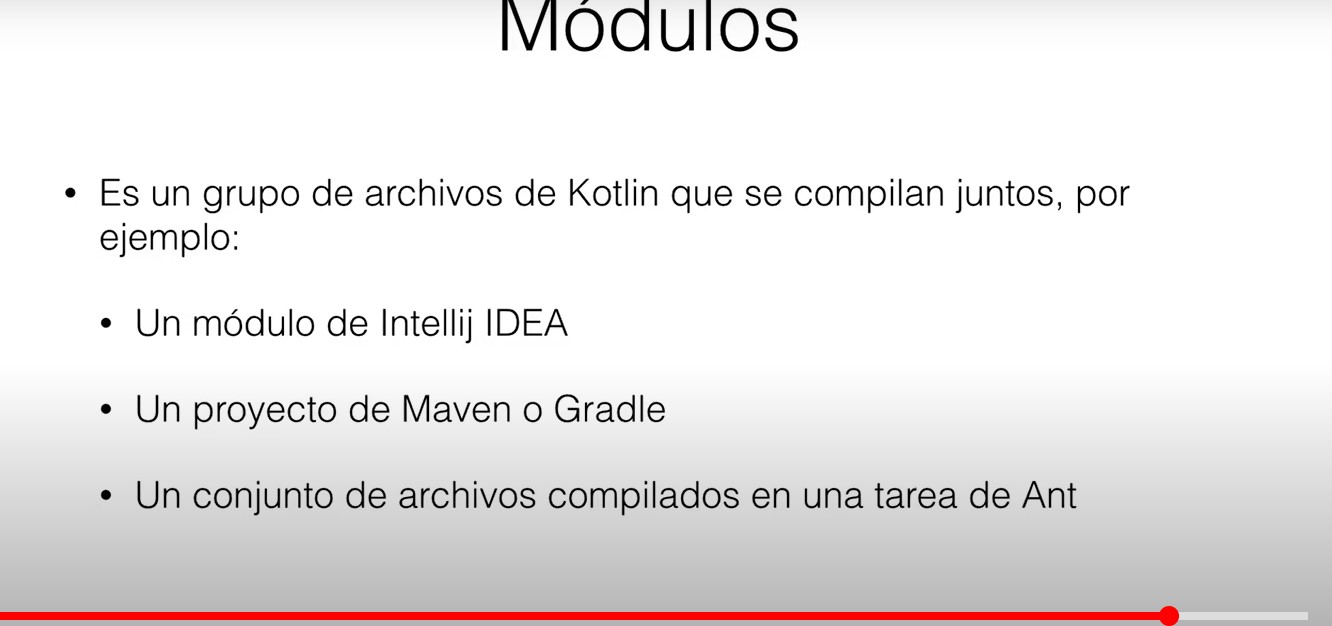 Módulos
• Es un grupo de archivos de Kotlin que se compilan juntos, por
ejemplo:
• Un módulo de Intellij IDEA
• Un proyecto de Maven o Gradle
• Un conjunto de archivos compilados en una tarea de Ant